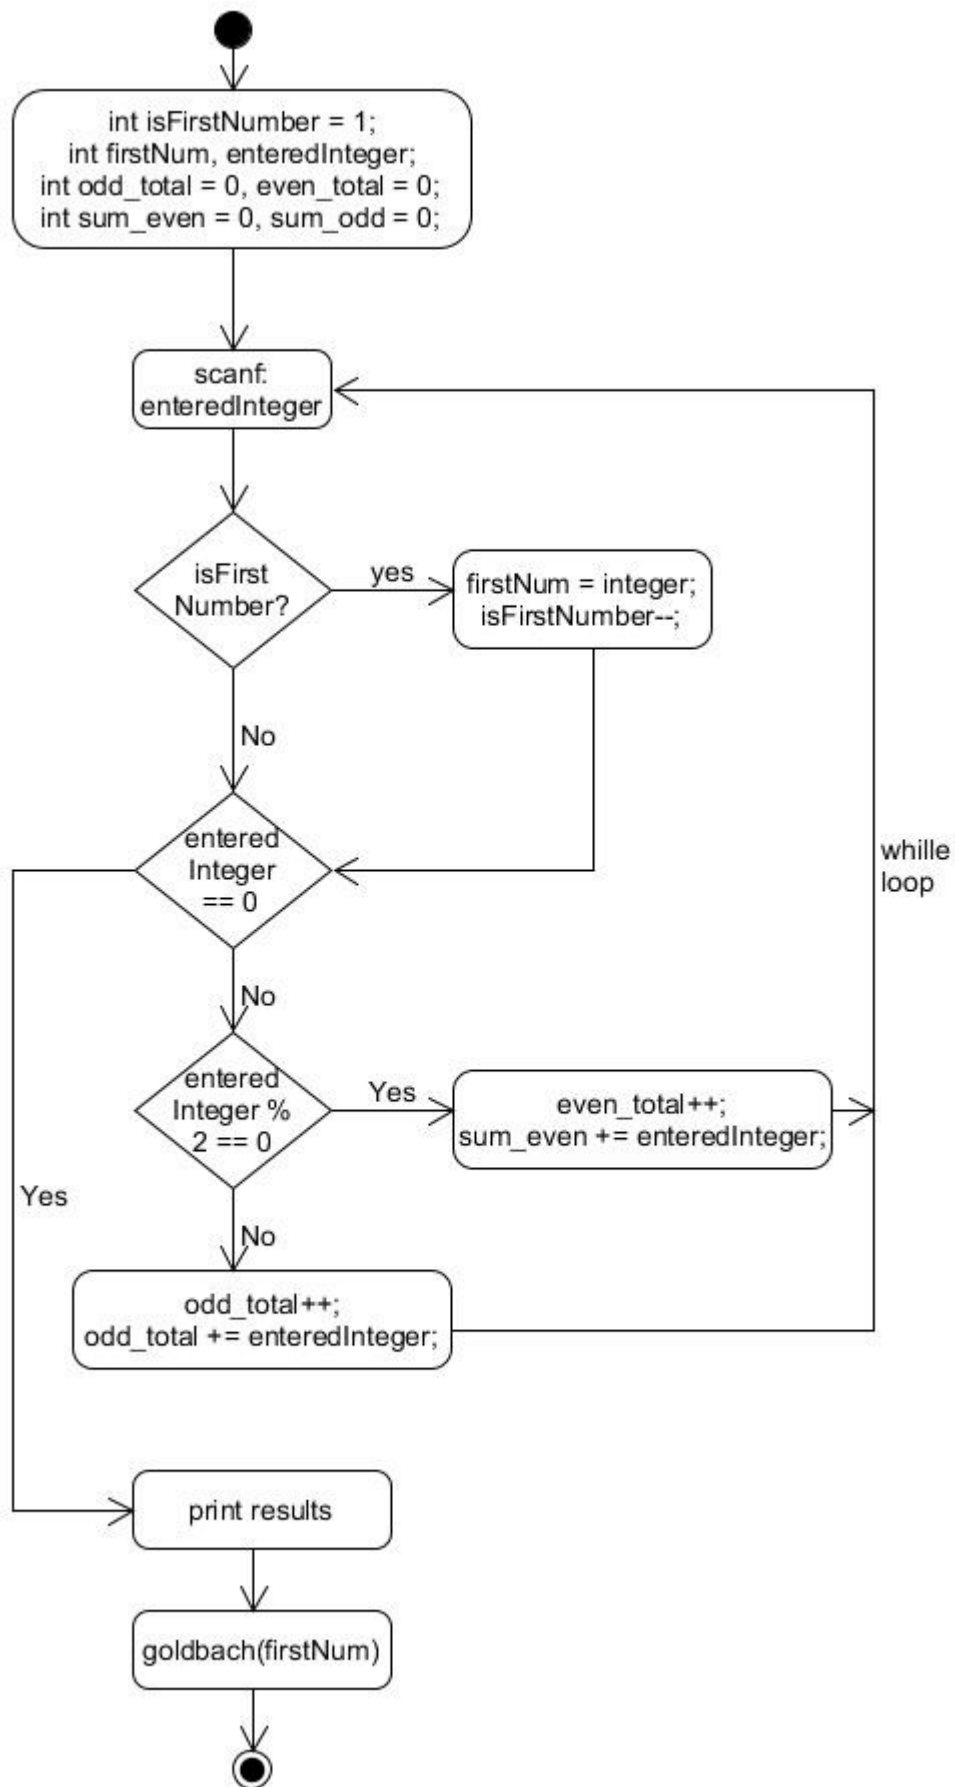 int isFirstNumber = 1;
int firstNum, enteredInteger;
int odd_total = 0, even_total = 0;
int sum_even = 0, sum_odd = 0;
scanf:
enteredInteger
isFirst
Number?
yes
firstNum = integer;
isFirstNumber--;
No
entered
Integer
== 0
whille
loop
No
entered
Integer %
2 == 0
Yes
even_total++;
sum_even += enteredInteger;
Yes
No
odd_total++;
odd_total += enteredInteger;
print results
goldbach(firstNum)